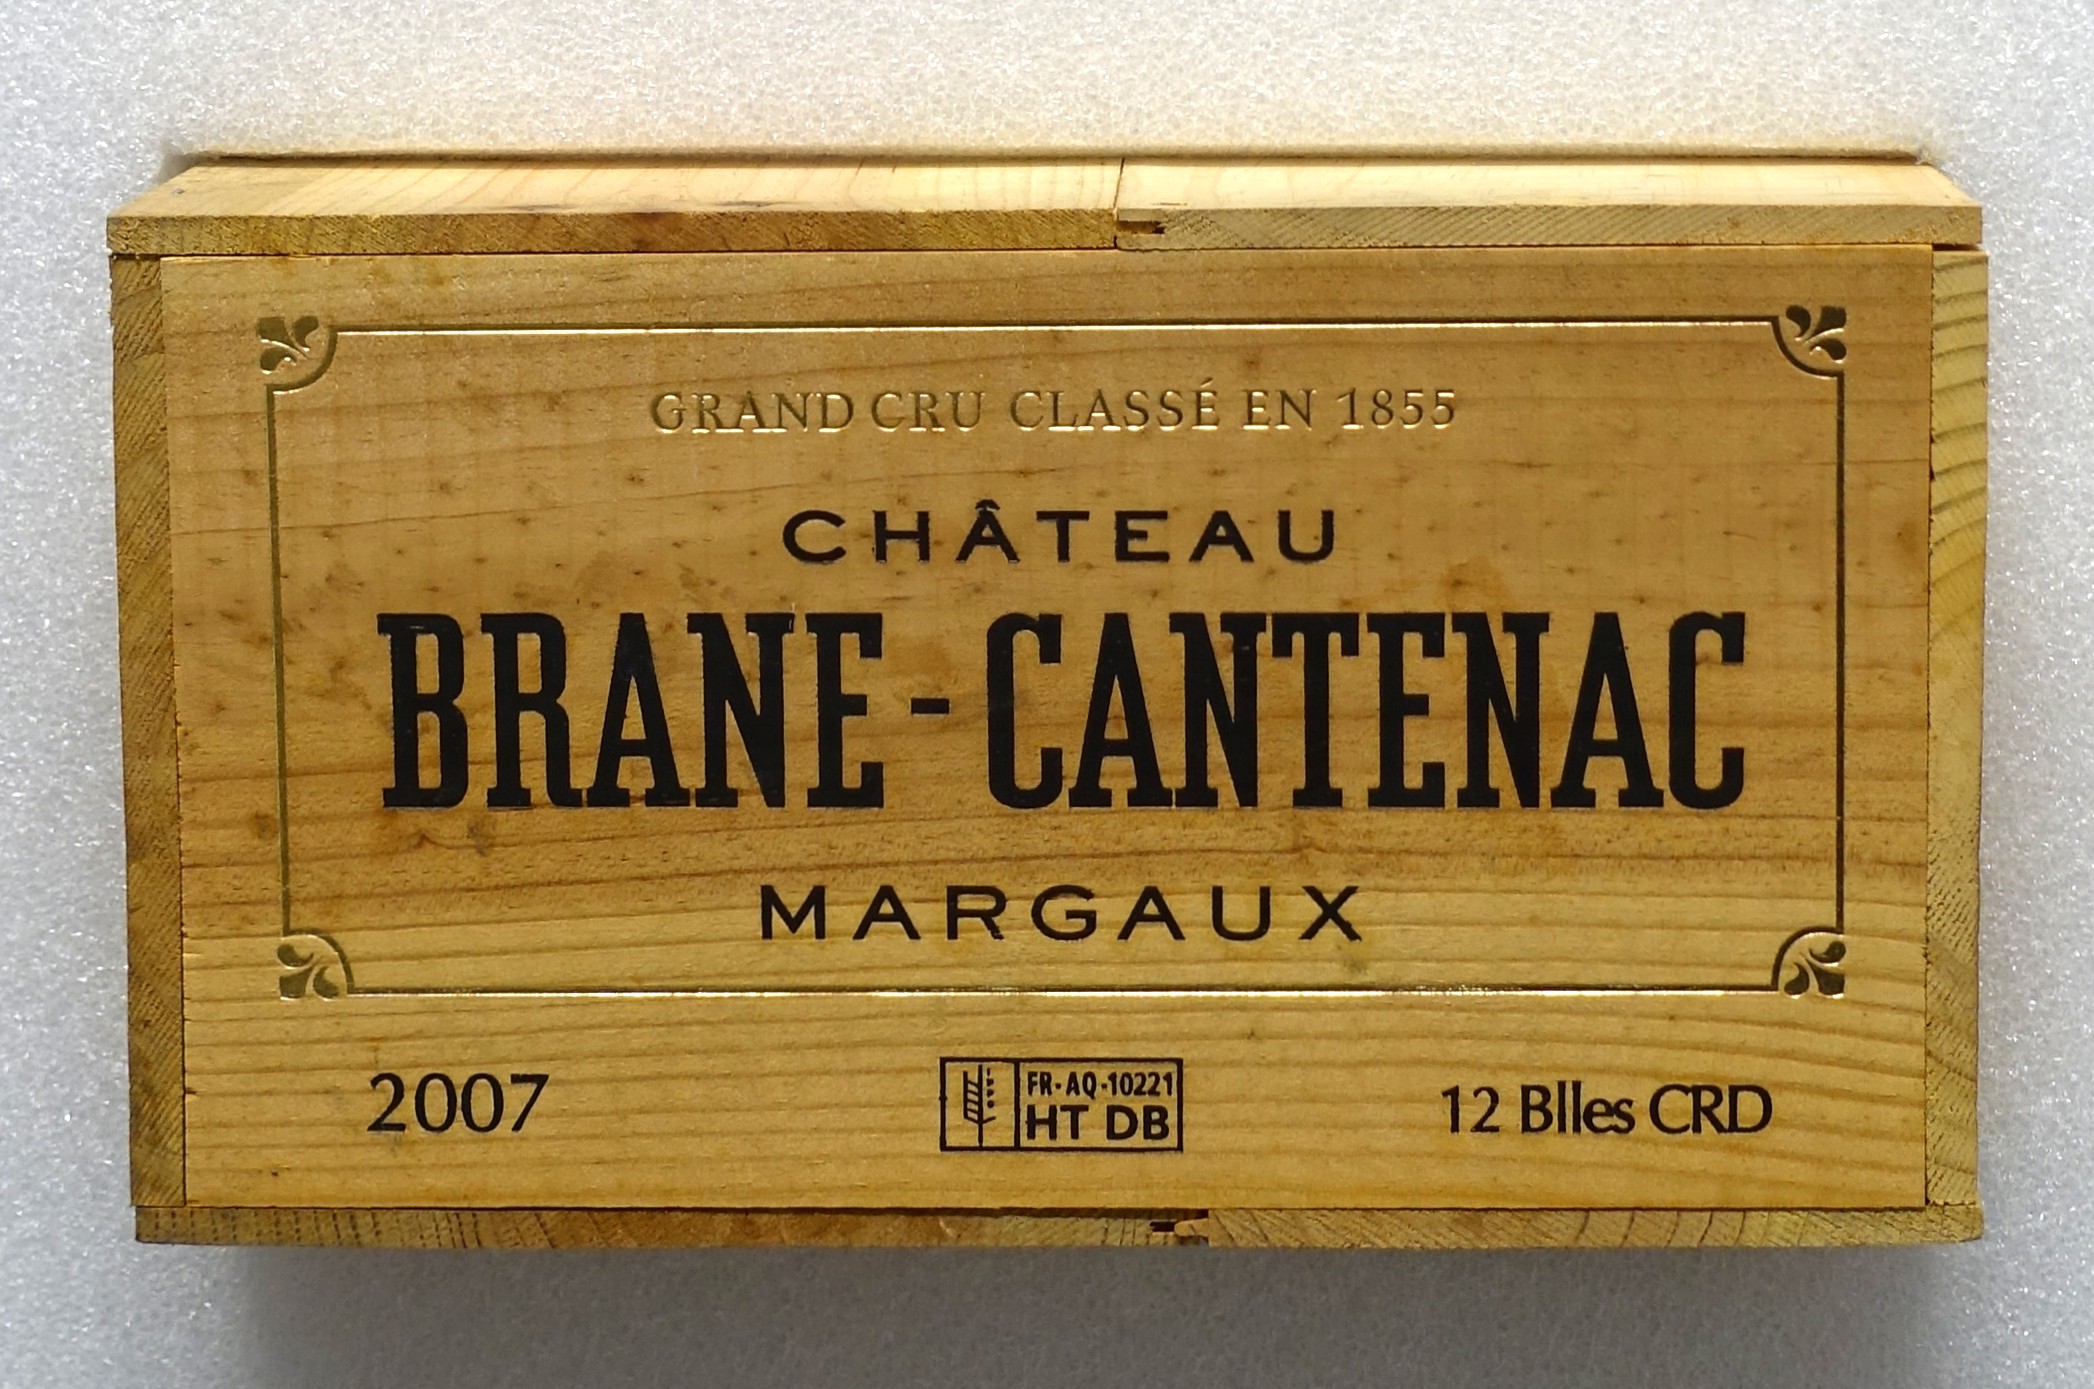 GRAND CRU CLASSÉ EN 1855
CHÂTEAU
BRANE-CANTENAC
MARGAUX
2007
FR-AQ-10221
HT DB
12 Blles CRD